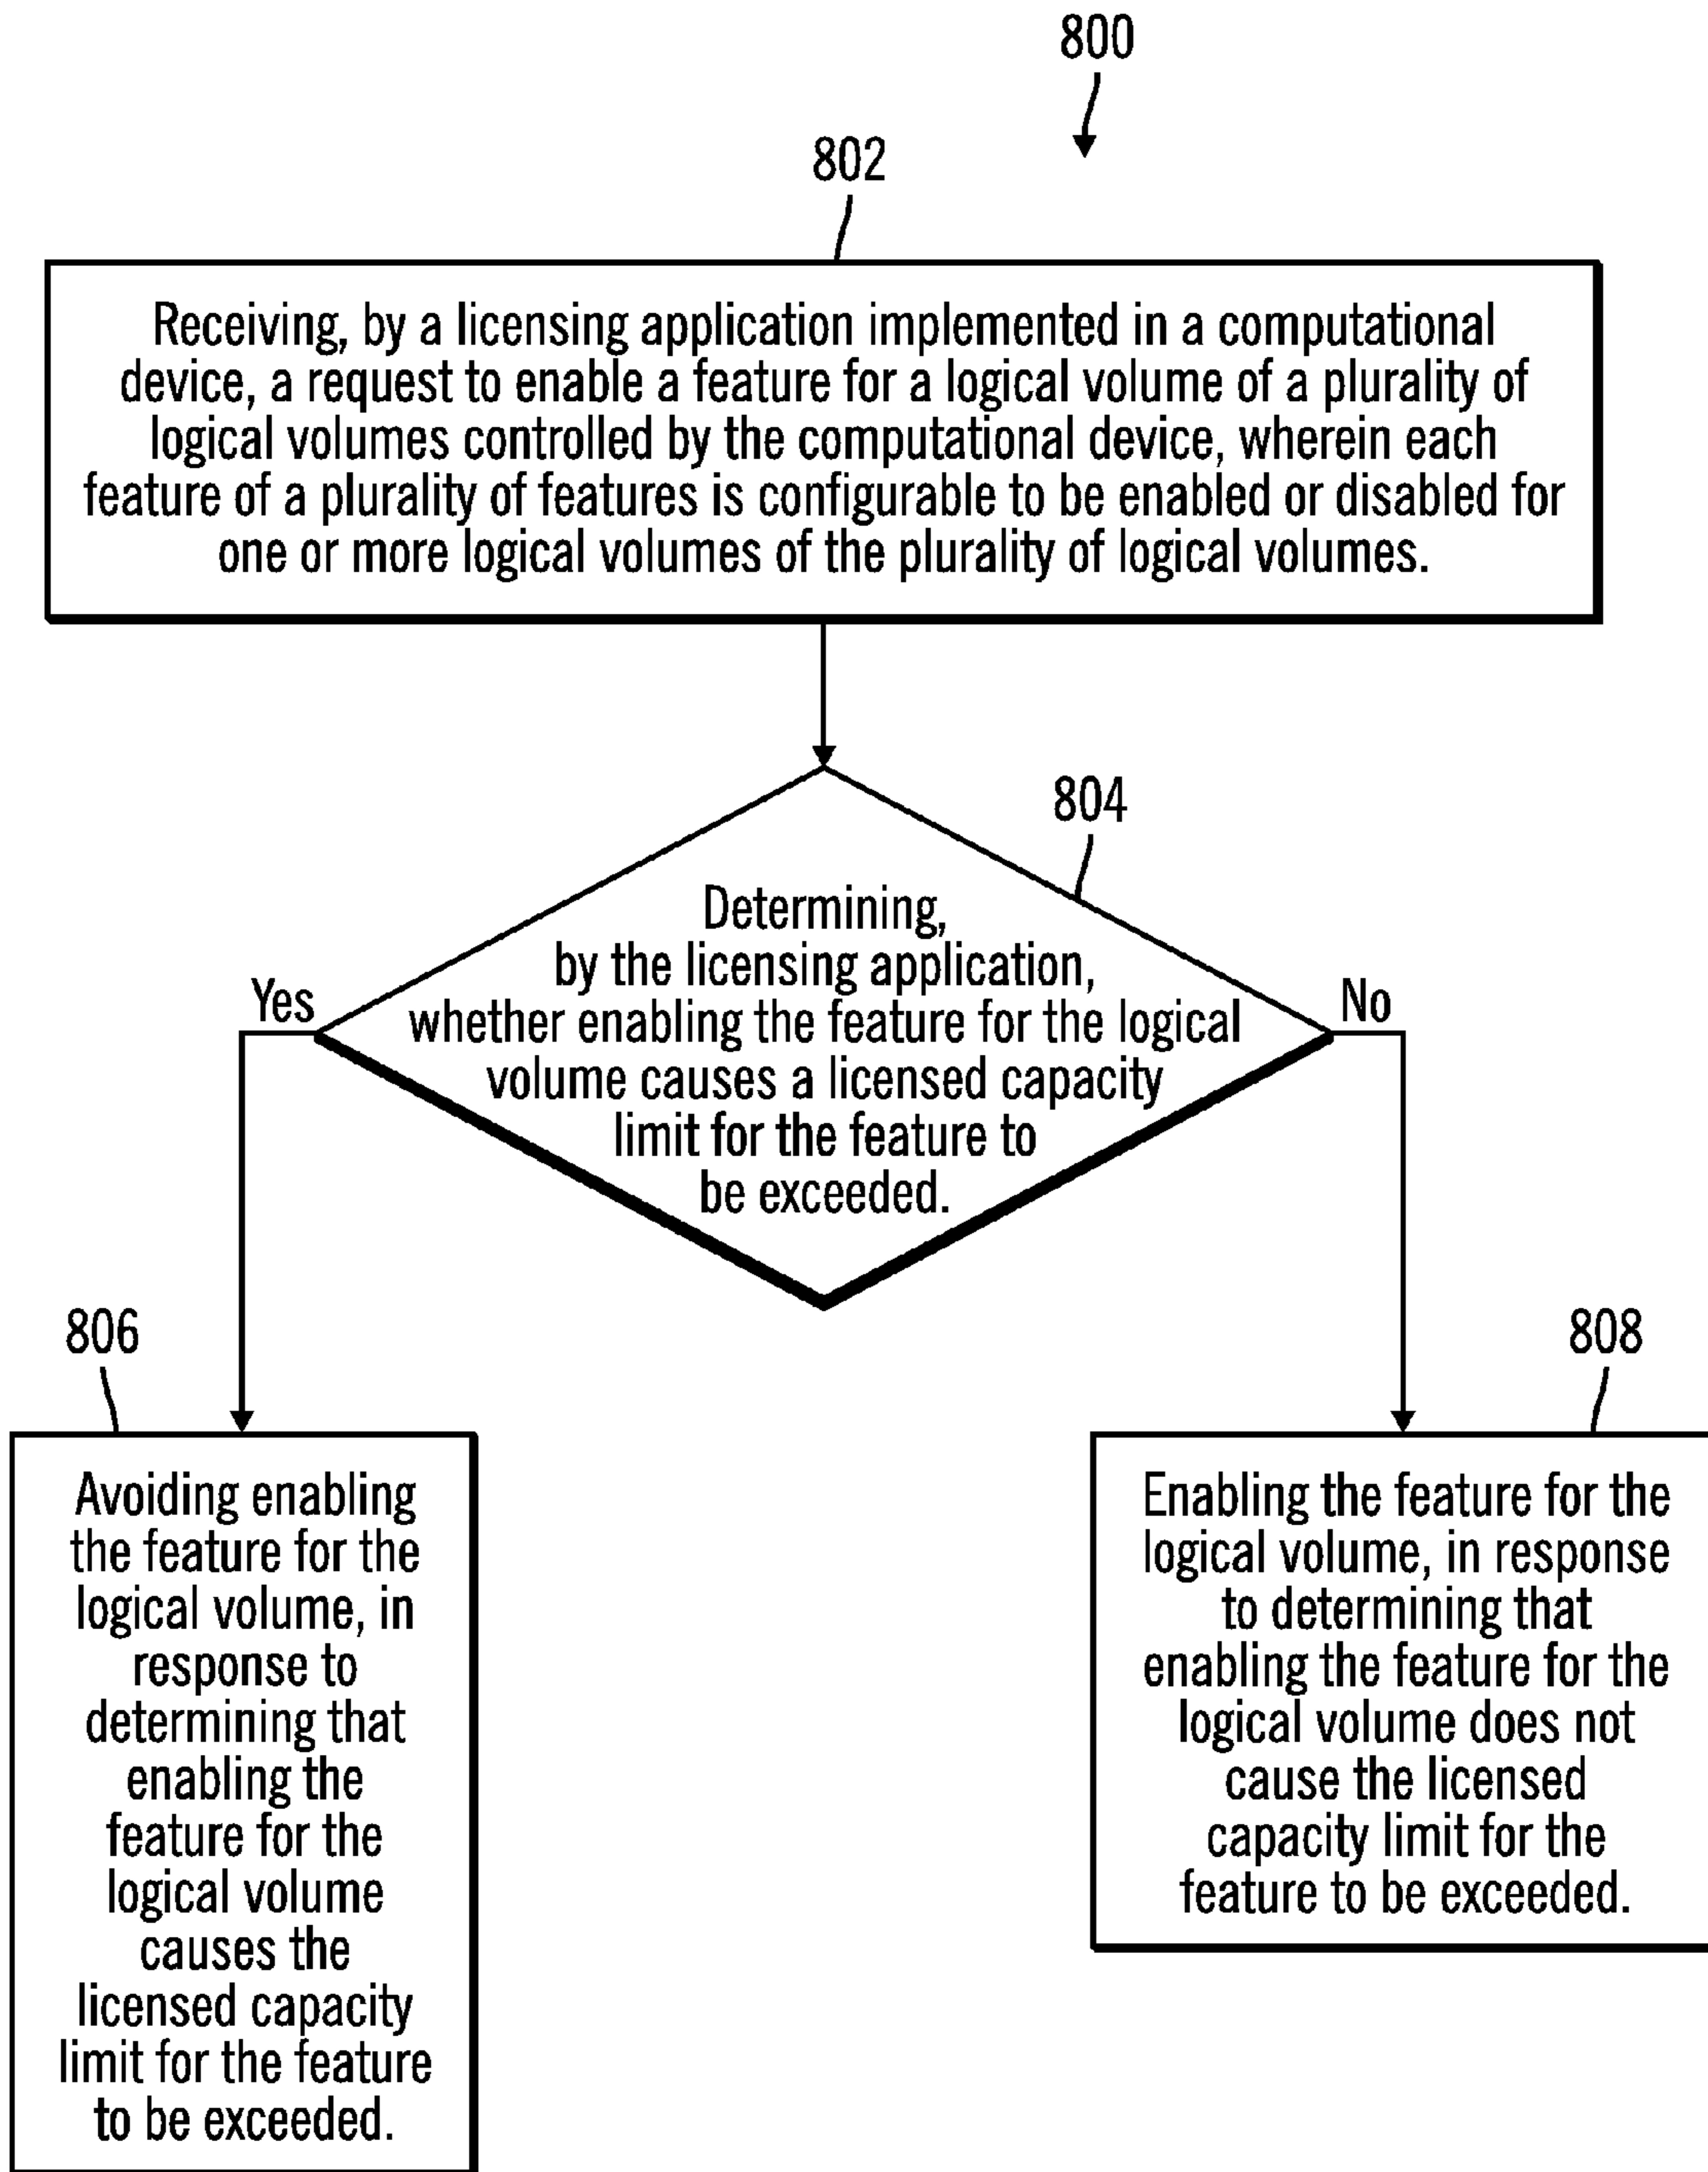 800
802
Receiving, by a licensing application implemented in a computational
device, a request to enable a feature for a logical volume of a plurality of
logical volumes controlled by the computational device, wherein each
feature of a plurality of features is configurable to be enabled or disabled for
one or more logical volumes of the plurality of logical volumes.
804
Determining,
by the licensing application,
whether enabling the feature for the logical
volume causes a licensed capacity
limit for the feature to
be exceeded.
Yes
No
806
Avoiding enabling
the feature for the
logical volume, in
response to
determining that
enabling the
feature for the
logical volume
causes the
licensed capacity
limit for the feature
to be exceeded.
808
Enabling the feature for the
logical volume, in response
to determining that
enabling the feature for the
logical volume does not
cause the licensed
capacity limit for the
feature to be exceeded.